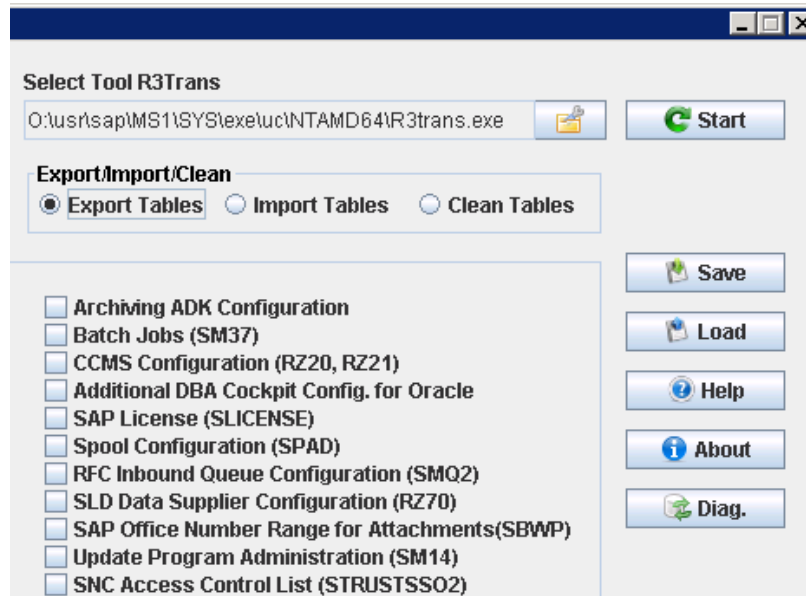 Select Tool R3Trans
O:\usr\sap\MS1\SYS\exe\uc\NTAMD64\R3trans.exe
Start
Export/Import/Clean
Export Tables Import Tables Clean Tables
Save
Archiving ADK Configuration
Batch Jobs (SM37)
Load
CCMS Configuration (RZ20, RZ21)
Additional DBA Cockpit Config. for Oracle
Help
SAP License (SLICENSE)
Spool Configuration (SPAD)
About
RFC Inbound Queue Configuration (SMQ2)
SLD Data Supplier Configuration (RZ70)
Diag.
SAP Office Number Range for Attachments(SBWP)
Update Program Administration (SM14)
SNC Access Control List (STRUSTSSO2)